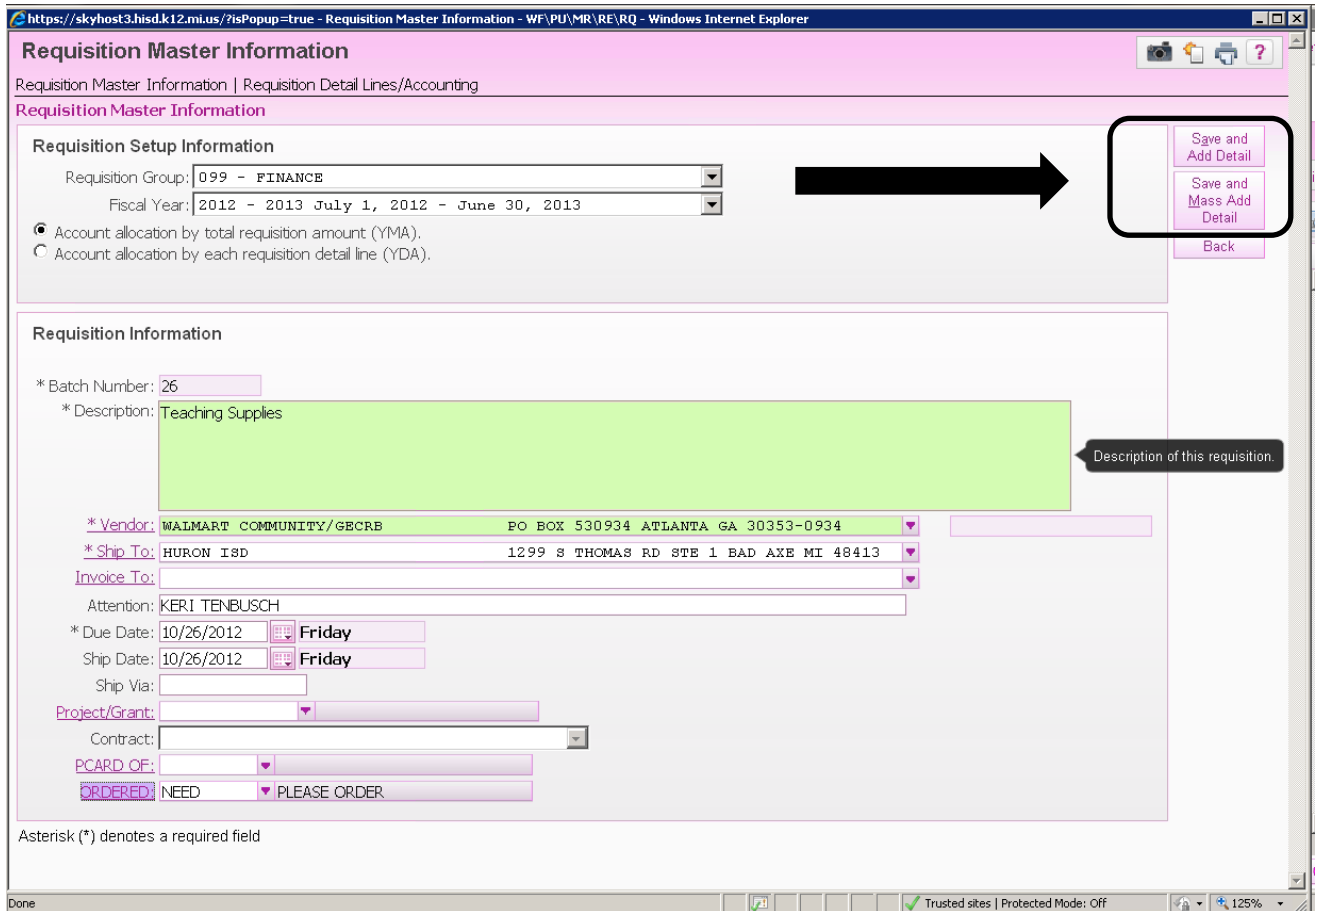 https://skyhost3.hisd.k12.mi.us/?isPopup=true - Requisition Master Information - WF\PU\MR\RE\RQ - Windows Internet Explorer
Requisition Master Information
?
Requisition Master Information | Requisition Detail Lines/Accounting
Requisition Master Information
Requisition Setup Information
Requisition Group: 099 - FINANCE
Fiscal Year: 2012 - 2013 July 1, 2012 - June 30, 2013
Account allocation by total requisition amount (YMA).
Account allocation by each requisition detail line (YDA).
Save and
Add Detail
Save and
Mass Add
Detail
Back
Requisition Information
* Batch Number: 26
* Description: Teaching Supplies
Description of this requisition.
* Vendor: WALMART COMMUNITY/GECRB PO BOX 530934 ATLANTA GA 30353-0934
* Ship To: HURON ISD 1299 S THOMAS RD STE 1 BAD AXE MI 48413
Invoice To:
Attention: KERI TENBUSCH
* Due Date: 10/26/2012 Friday
Ship Date: 10/26/2012 Friday
Ship Via:
Project/Grant:
Contract:
PCARD OF:
ORDERED: NEED PLEASE ORDER
Asterisk (*) denotes a required field
Done
Trusted sites | Protected Mode: Off
125%